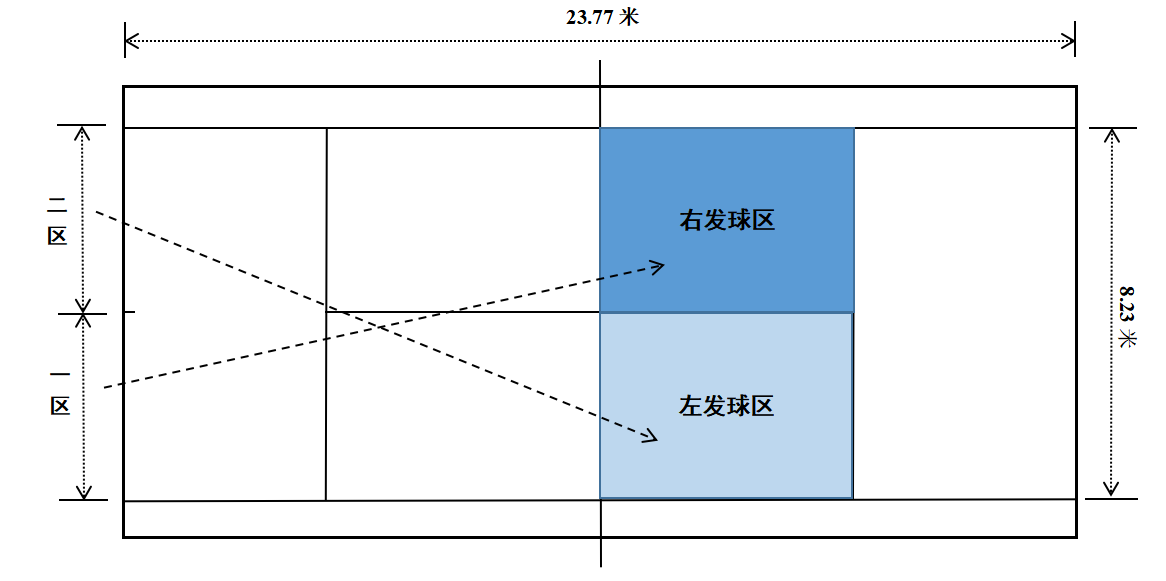 23.77 米
二
区
右发球区
8.23 米
一
区
左发球区